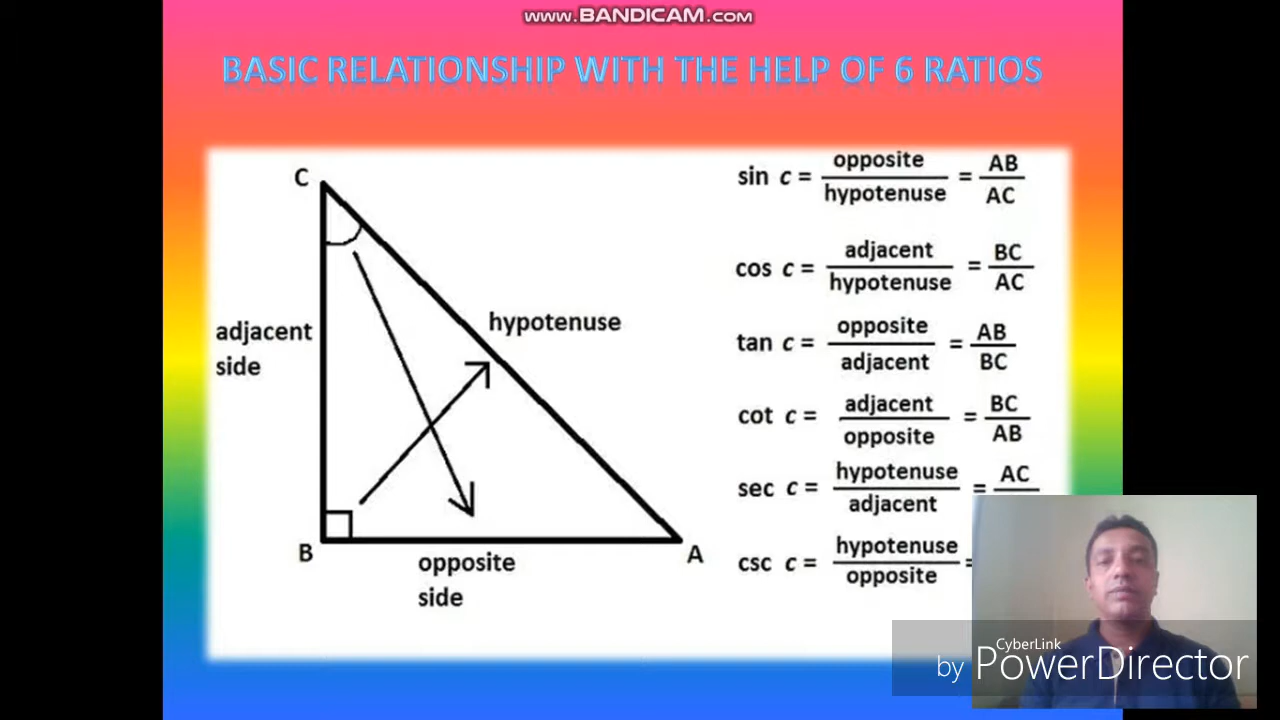 www.BANDICAM.com
BASIC RELATIONSHIP WITH THE HELP OF 6 RATIOS
C
adjacent
side
hypotenuse
B
A
opposite
side
sin c = opposite / hypotenuse = AB / AC
cos c = adjacent / hypotenuse = BC / AC
tan c = opposite / adjacent = AB / BC
cot c = adjacent / opposite = BC / AB
sec c = hypotenuse / adjacent = AC
csc c = hypotenuse / opposite =
CyberLink
by PowerDirector